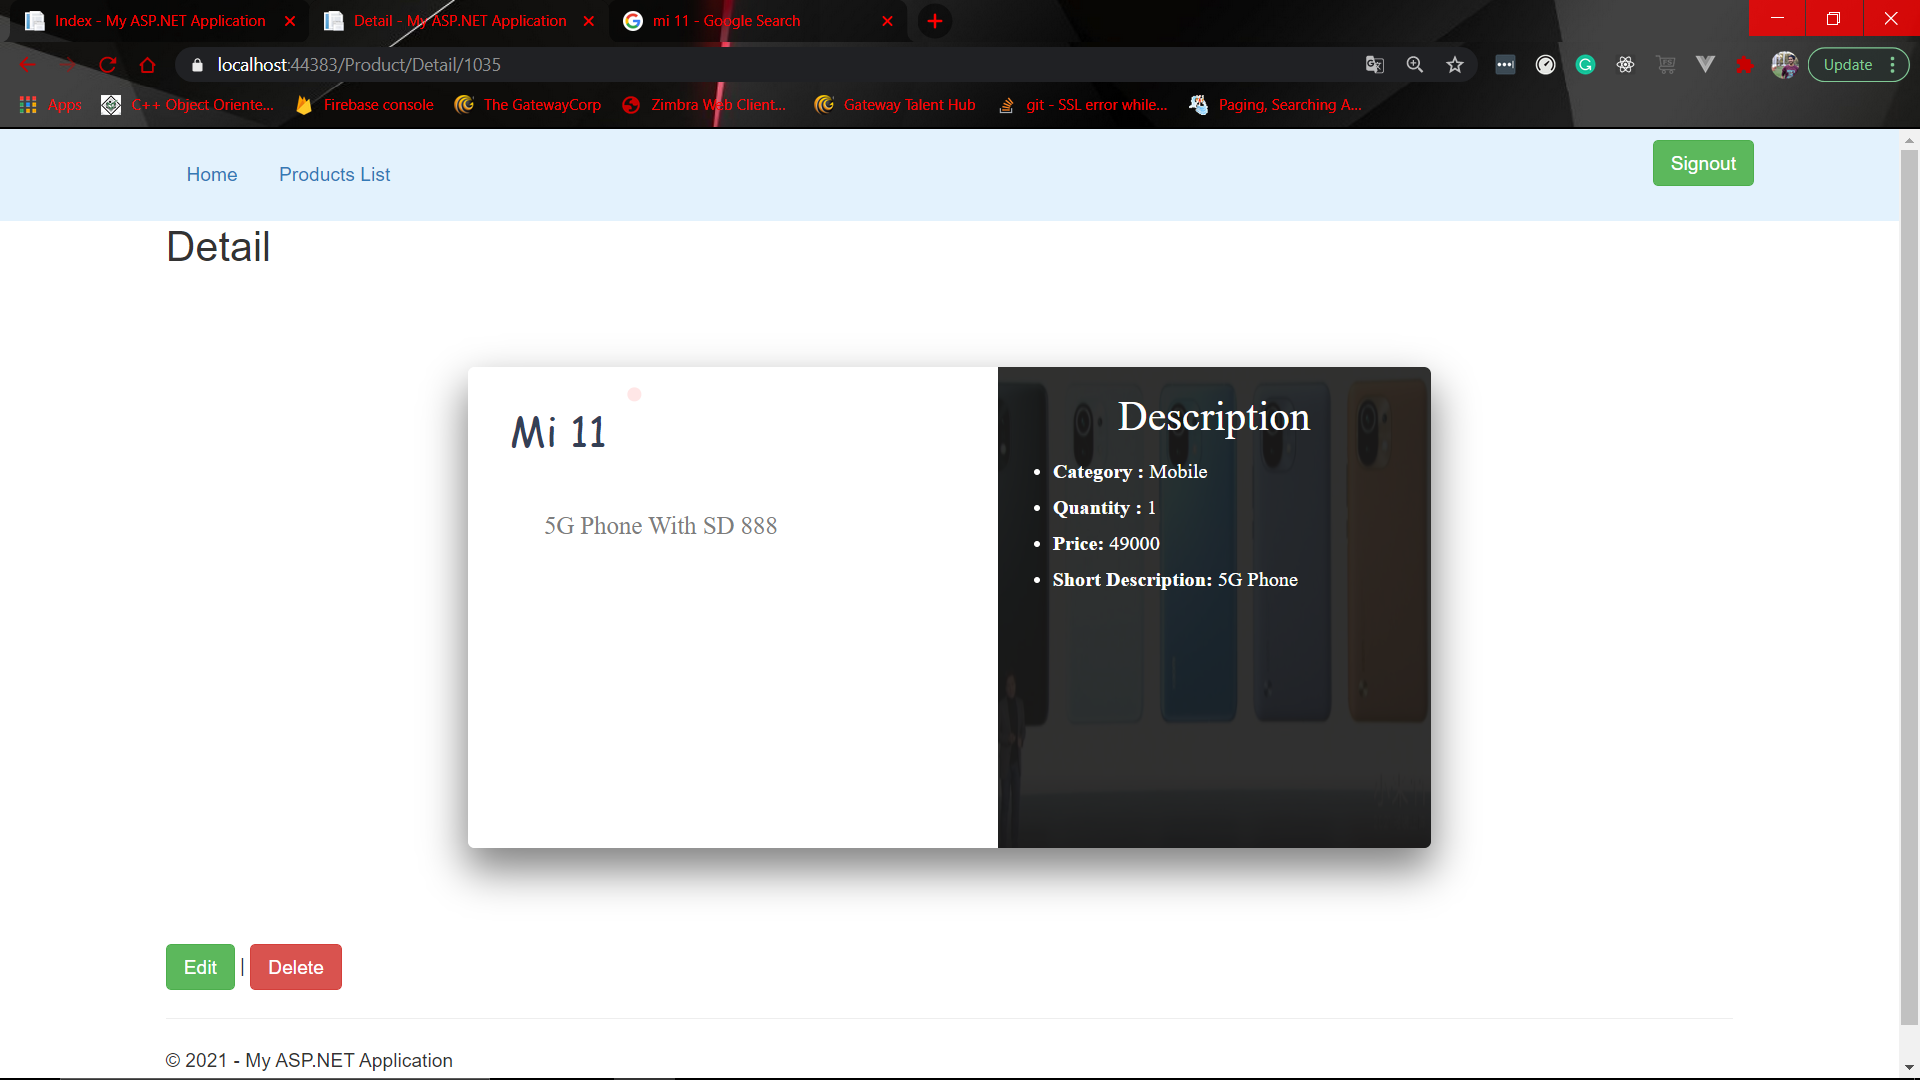 Index - My ASP.NET Application
Detail - My ASP.NET Application
mi 11 - Google Search
localhost:44383/Product/Detail/1035
Update
Apps
C++ Object Oriente...
Firebase console
The GatewayCorp
Zimbra Web Client...
Gateway Talent Hub
git - SSL error while...
Paging, Searching A...
Home
Products List
Signout
Detail
Mi 11
5G Phone With SD 888
Description
Category : Mobile
Quantity : 1
Price: 49000
Short Description: 5G Phone
Edit | Delete
© 2021 - My ASP.NET Application